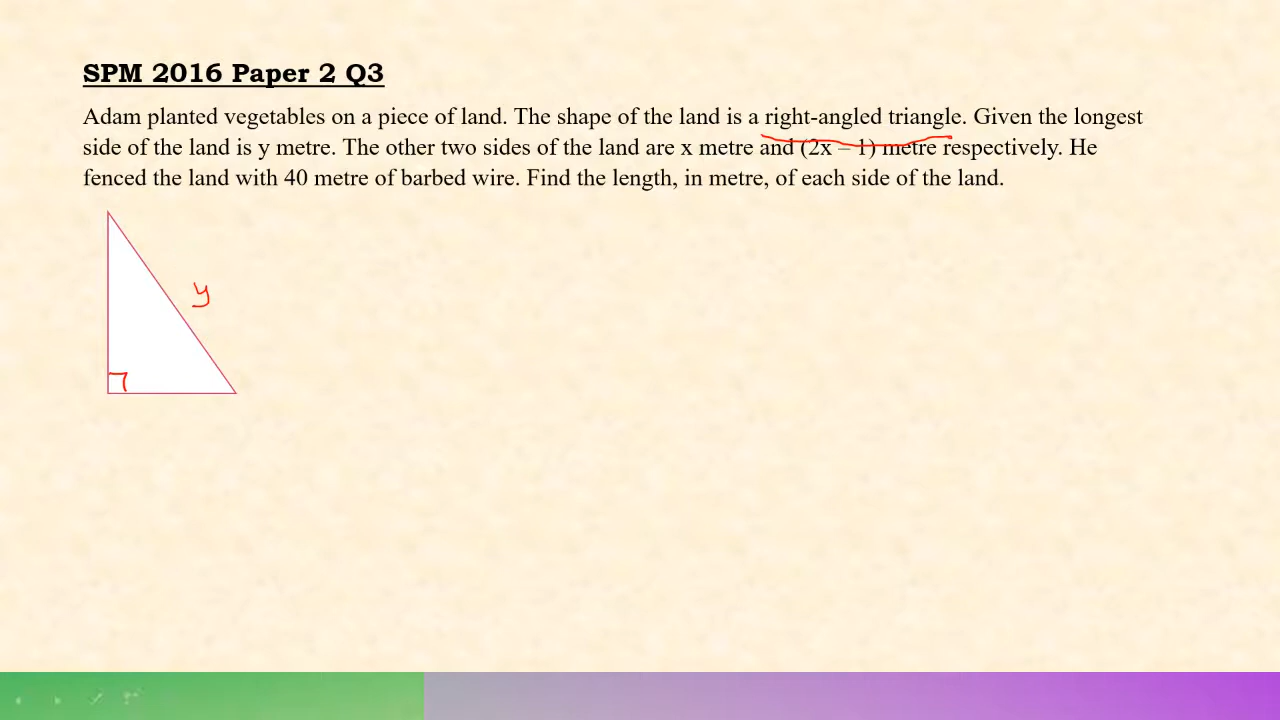 SPM 2016 Paper 2 Q3
Adam planted vegetables on a piece of land. The shape of the land is a right-angled triangle. Given the longest
side of the land is y metre. The other two sides of the land are x metre and (2x – 1) metre respectively. He
fenced the land with 40 metre of barbed wire. Find the length, in metre, of each side of the land.
y